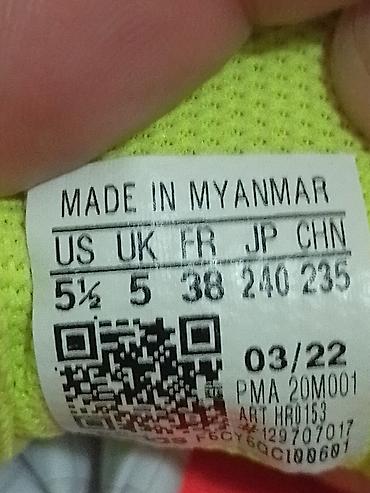 MADE IN MYANMAR
US UK FR JP CHN
5½ 5 38 240 235
03/22
PMA 20M001
ART HR0153
# 129707017